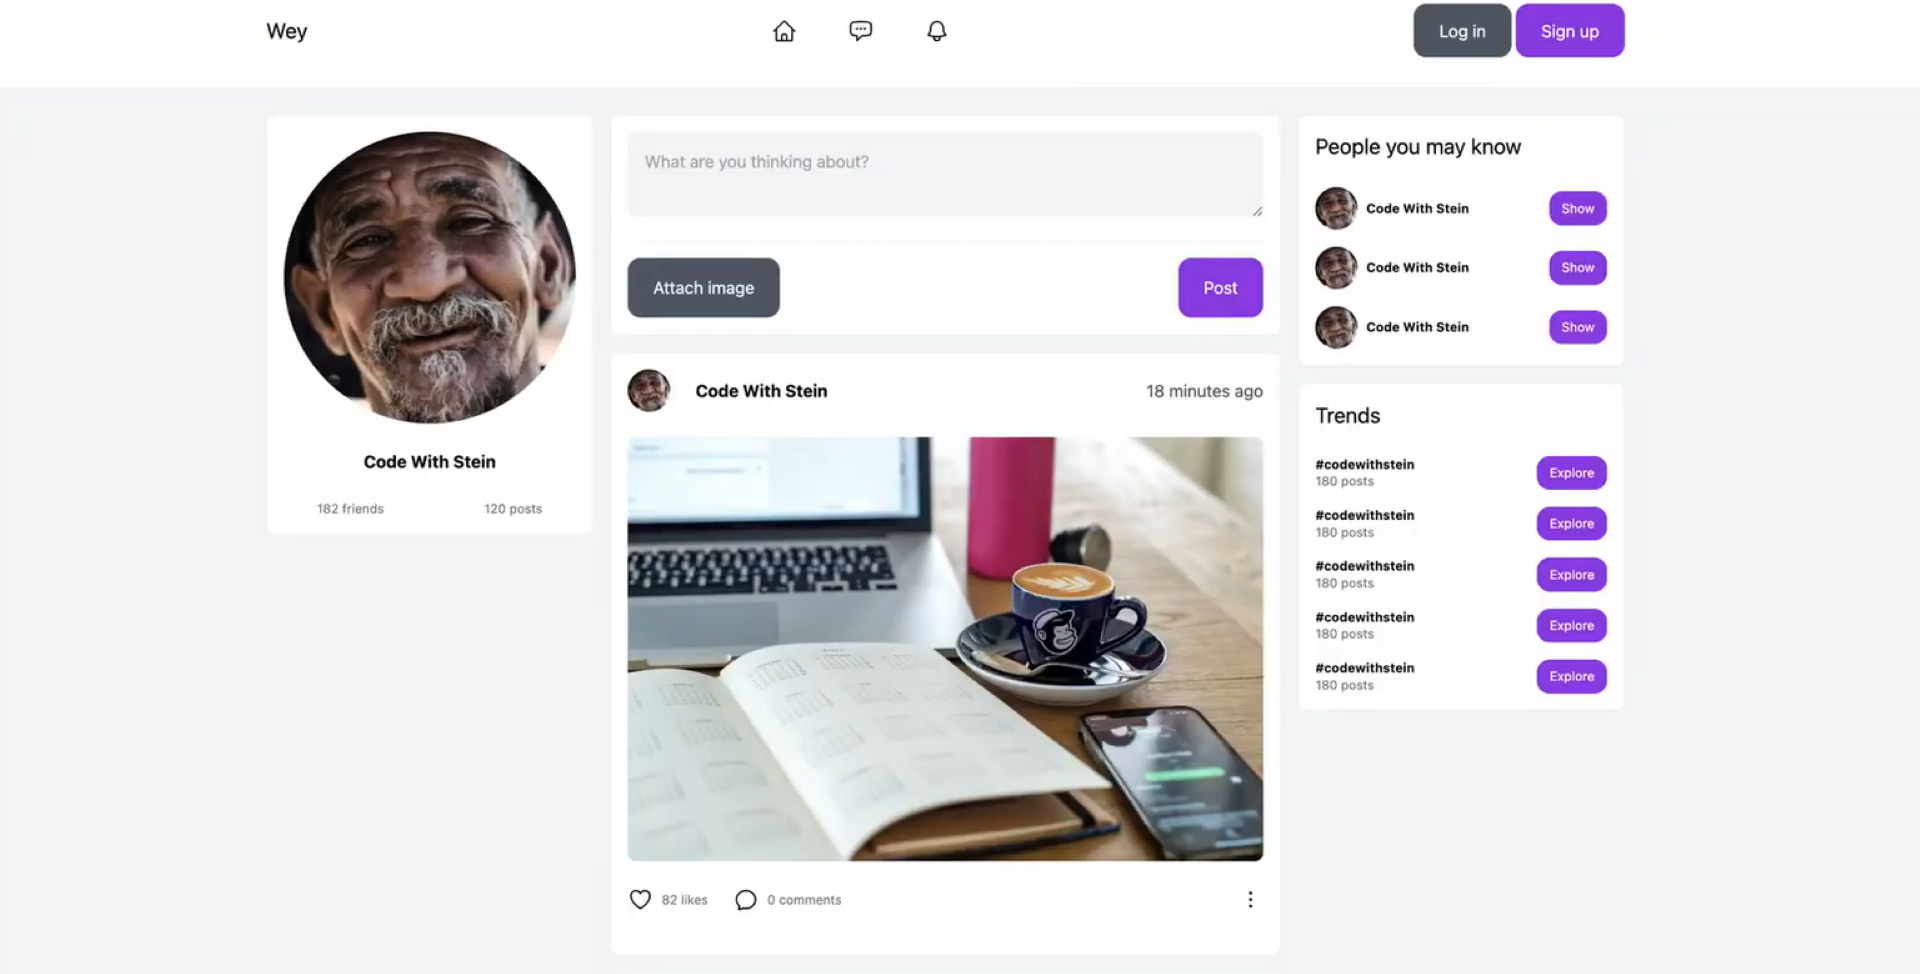 Wey
Log in
Sign up
Code With Stein
182 friends
120 posts
What are you thinking about?
Attach image
Post
Code With Stein
18 minutes ago
82 likes
0 comments
People you may know
Code With Stein
Show
Code With Stein
Show
Code With Stein
Show
Trends
#codewithstein
180 posts
Explore
#codewithstein
180 posts
Explore
#codewithstein
180 posts
Explore
#codewithstein
180 posts
Explore
#codewithstein
180 posts
Explore